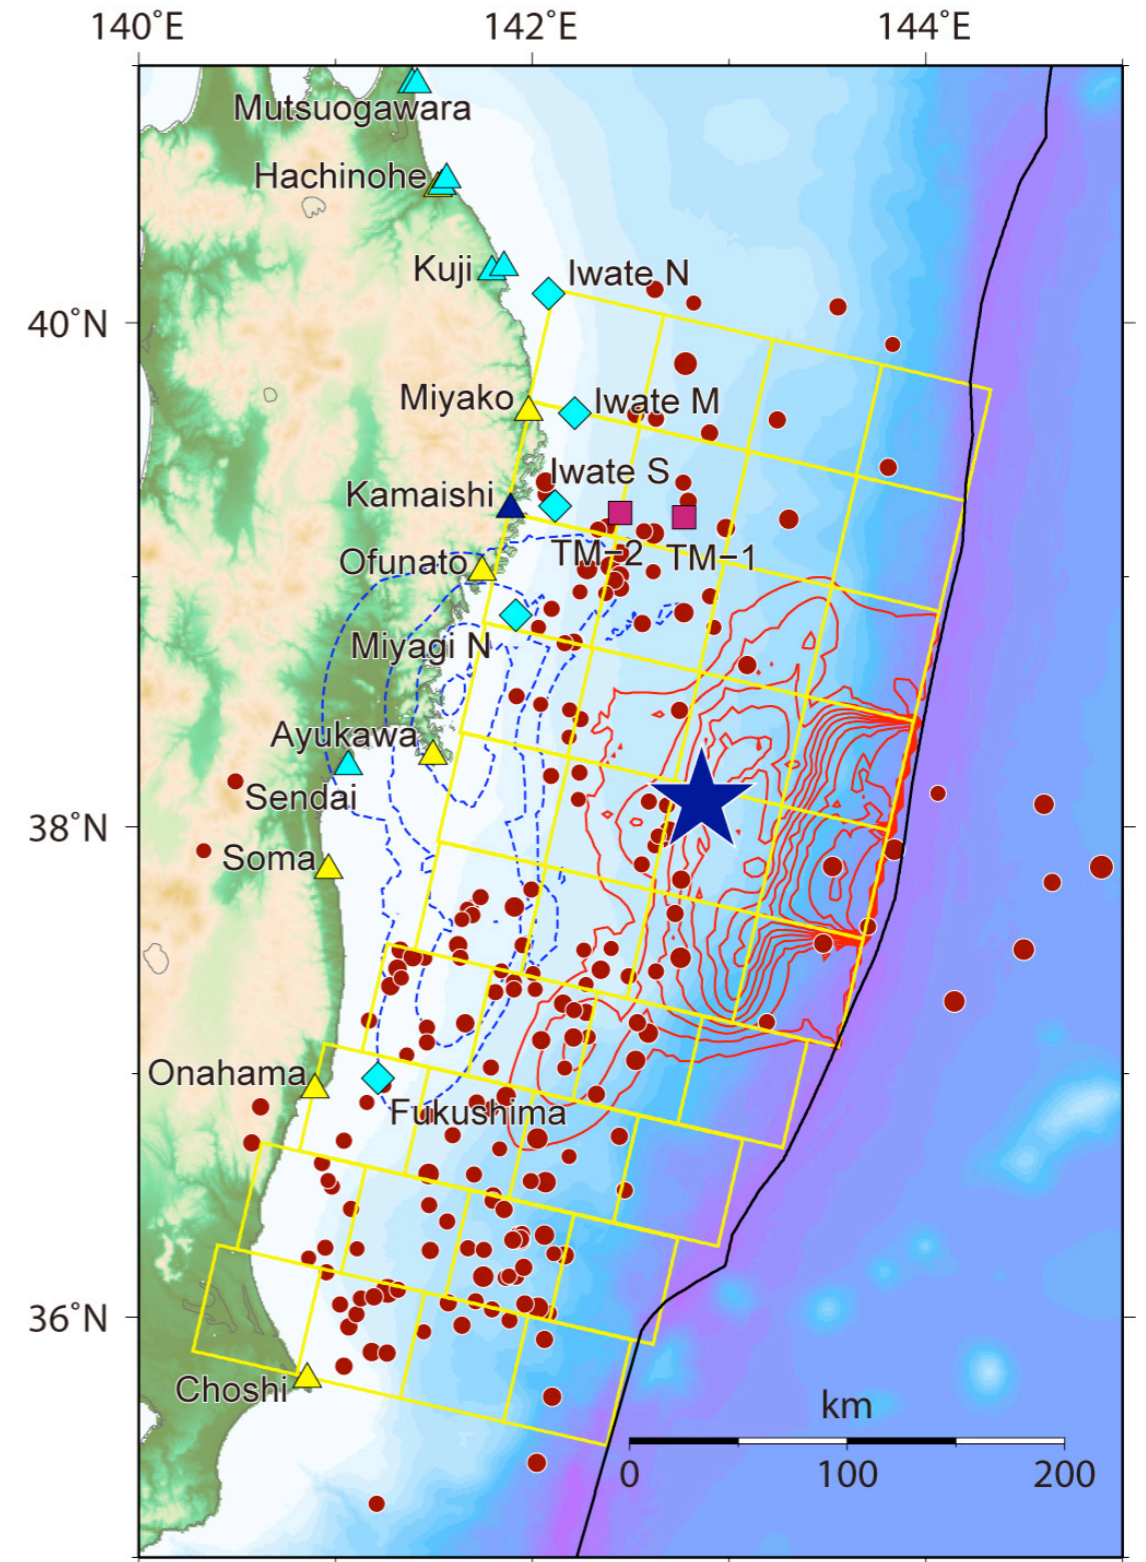 140°E 142°E 144°E
Mutsuogawara
Hachinohe
Kuji
Iwate N
40°N
Miyako
Iwate M
Iwate S
Kamaishi
TM−2 TM−1
Ofunato
Miyagi N
Ayukawa
Sendai
38°N
Soma
Onahama
Fukushima
36°N
Choshi
km
0 100 200